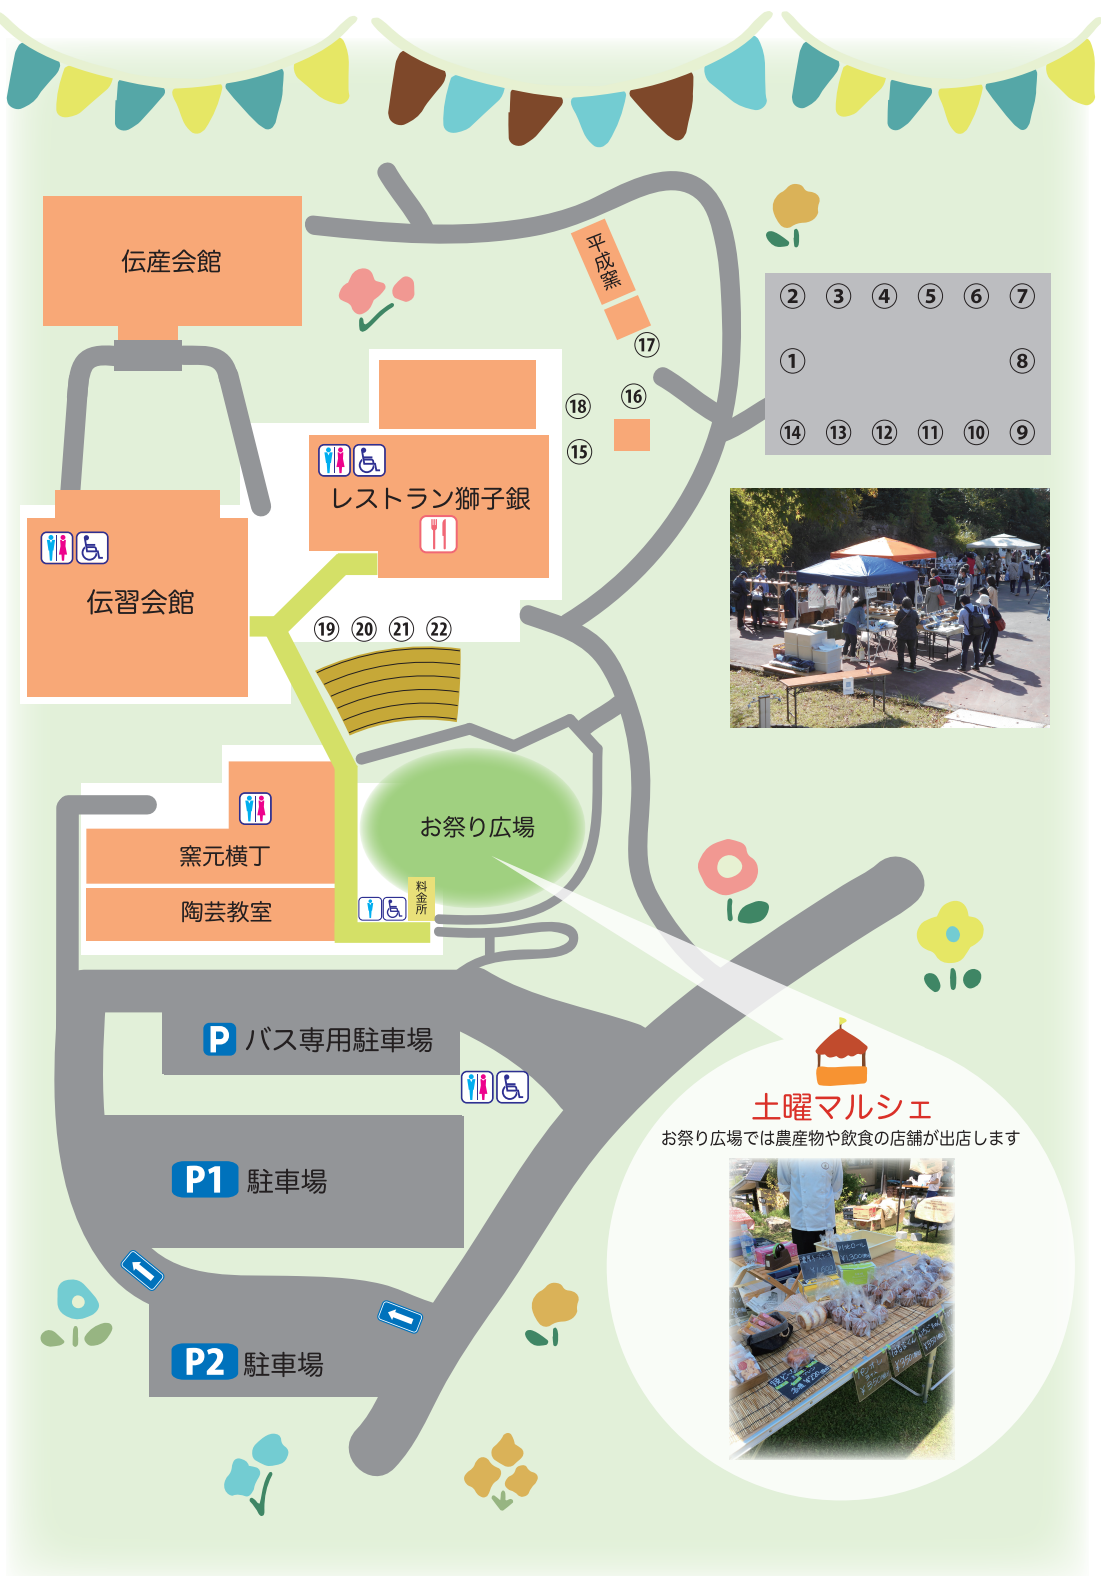 伝産会館
平成窯
② ③ ④ ⑤ ⑥ ⑦
① ⑧
⑭ ⑬ ⑫ ⑪ ⑩ ⑨
⑰
⑯
⑱
⑮
レストラン獅子銀
伝習会館
⑲ ⑳ ㉑ ㉒
お祭り広場
窯元横丁
陶芸教室
料金所
P バス専用駐車場
P1 駐車場
P2 駐車場
土曜マルシェ
お祭り広場では農産物や飲食の店舗が出店します